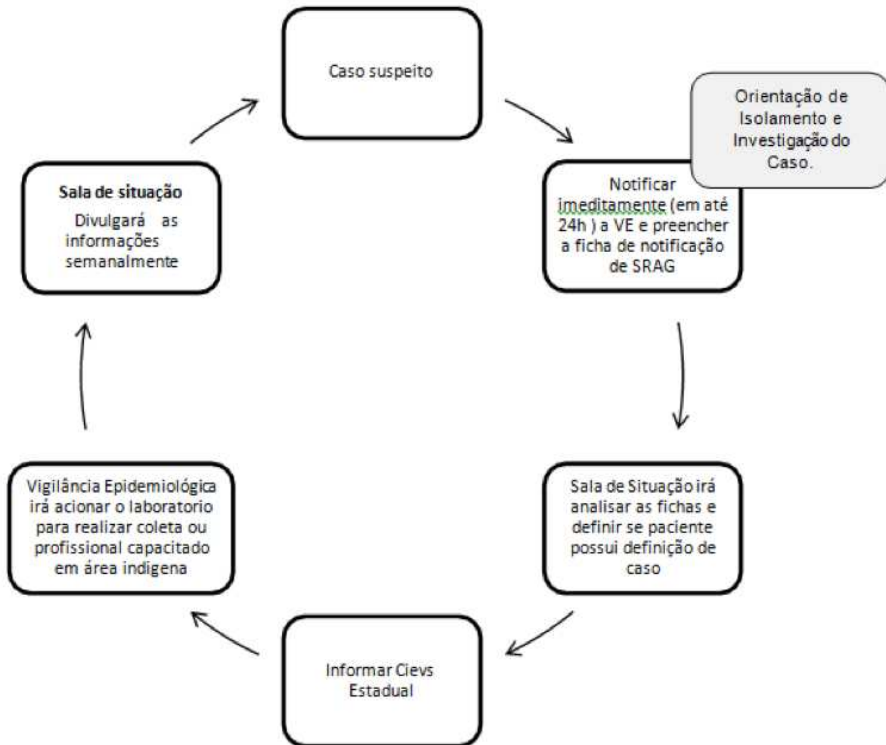 Caso suspeito
Orientação de
Isolamento e
Investigação do
Caso.
Notificar
imeditamente (em até
24h ) a VE e preencher
a ficha de notificação
de SRAG
Sala de Situação irá
analisar as fichas e
definir se paciente
possui definição de
caso
Informar Cievs
Estadual
Vigilância Epidemiológica
irá acionar o laboratorio
para realizar coleta ou
profissional capacitado
em área indigena
Sala de situação
Divulgará as
informações
semanalmente